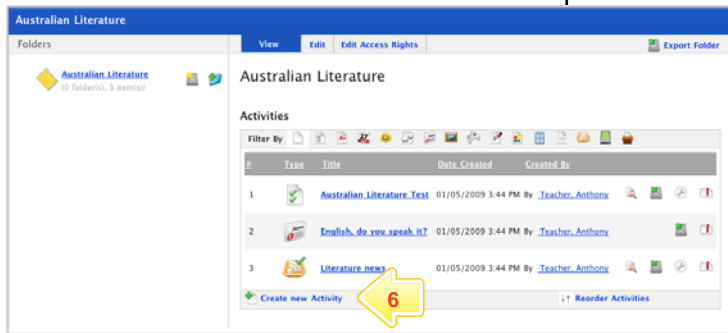 Australian Literature
Folders
View Edit Edit Access Rights Export Folder
Australian Literature
(0 folder(s), 3 item(s))
Australian Literature
Activities
Filter By
# Type Title Date Created Created By
1 Australian Literature Test 01/05/2009 3:44 PM By Teacher, Anthony
2 English, do you speak it? 01/05/2009 3:44 PM By Teacher, Anthony
3 Literature news 01/05/2009 3:44 PM By Teacher, Anthony
Create new Activity 6 Reorder Activities